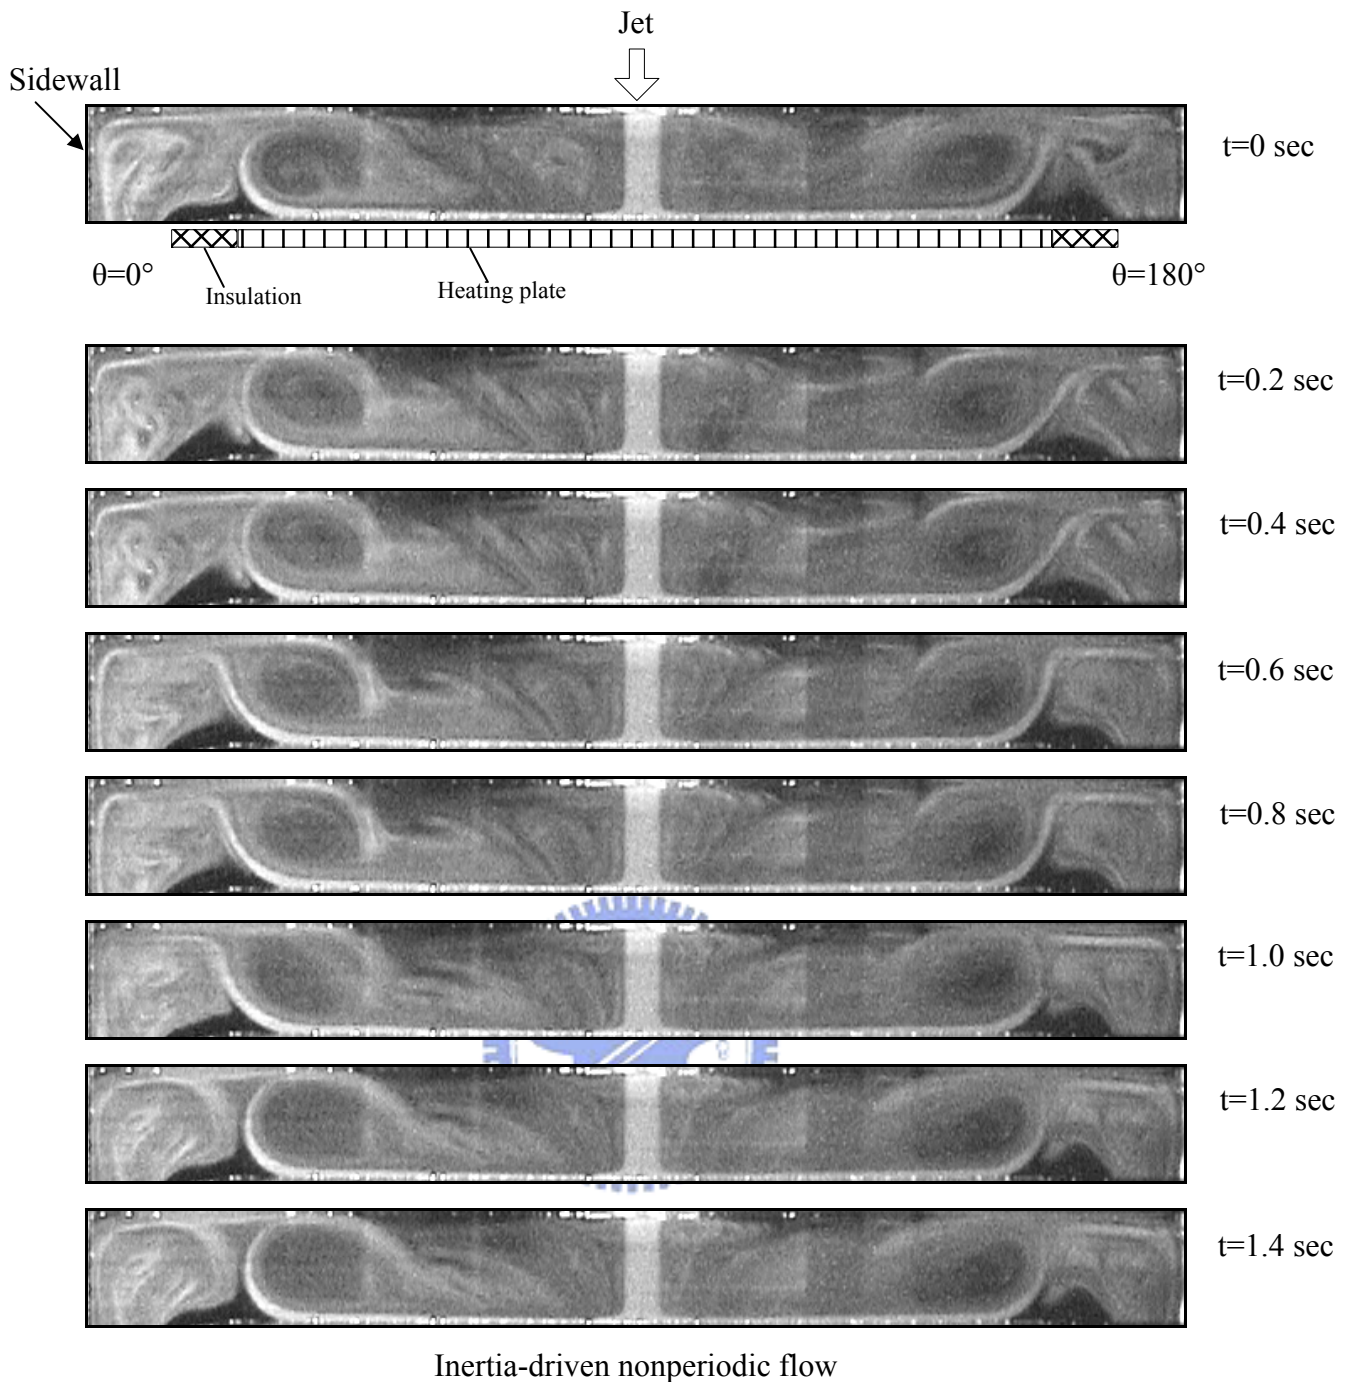 Jet
Sidewall
t=0 sec
θ=0°
Insulation
Heating plate
θ=180°
t=0.2 sec
t=0.4 sec
t=0.6 sec
t=0.8 sec
t=1.0 sec
t=1.2 sec
t=1.4 sec
Inertia-driven nonperiodic flow